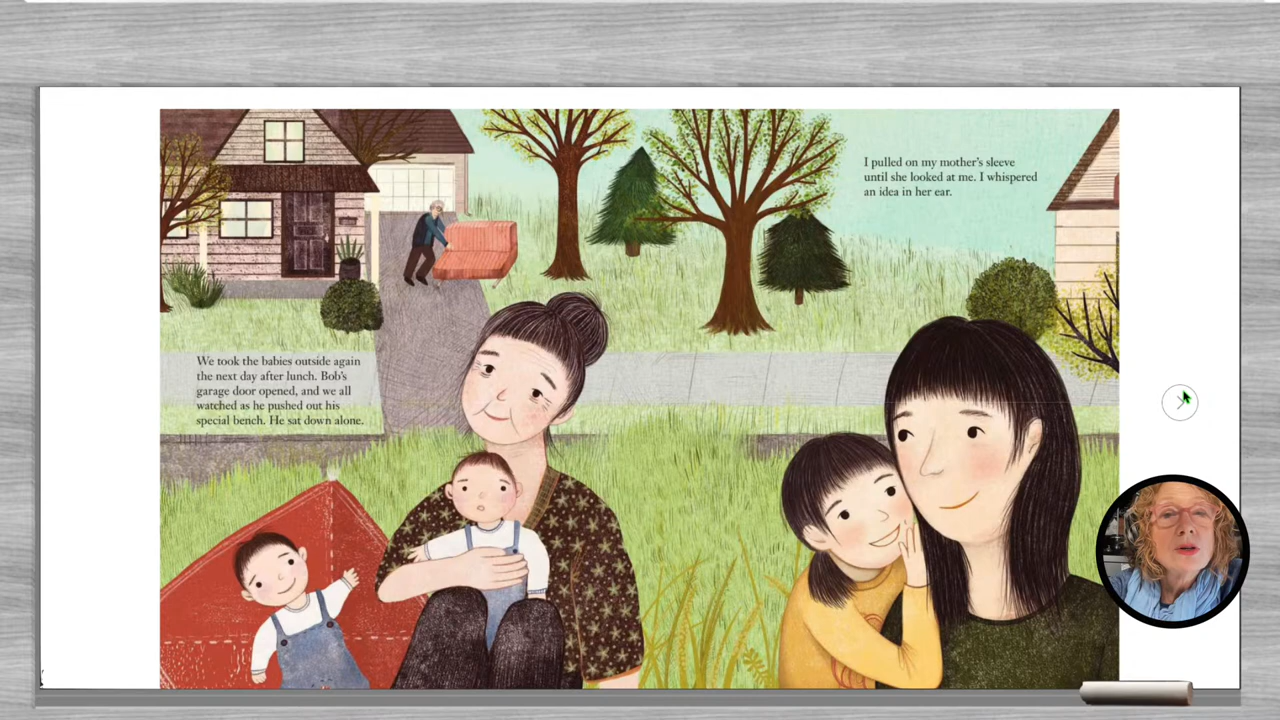 We took the babies outside again
the next day after lunch. Bob’s
garage door opened, and we all
watched as he pushed out his
special bench. He sat down alone.
I pulled on my mother’s sleeve
until she looked at me. I whispered
an idea in her ear.